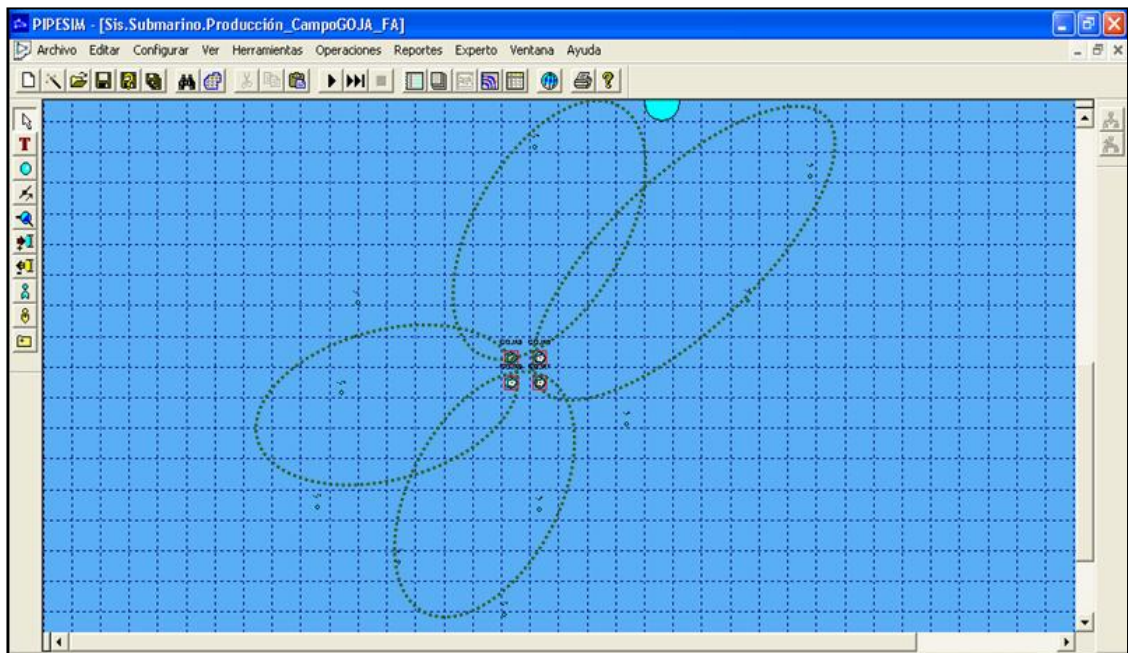 PIPESIM - [Sis.Submarino.Producción_CampoGOJA_FA]
Archivo Editar Configurar Ver Herramientas Operaciones Reportes Experto Ventana Ayuda
T